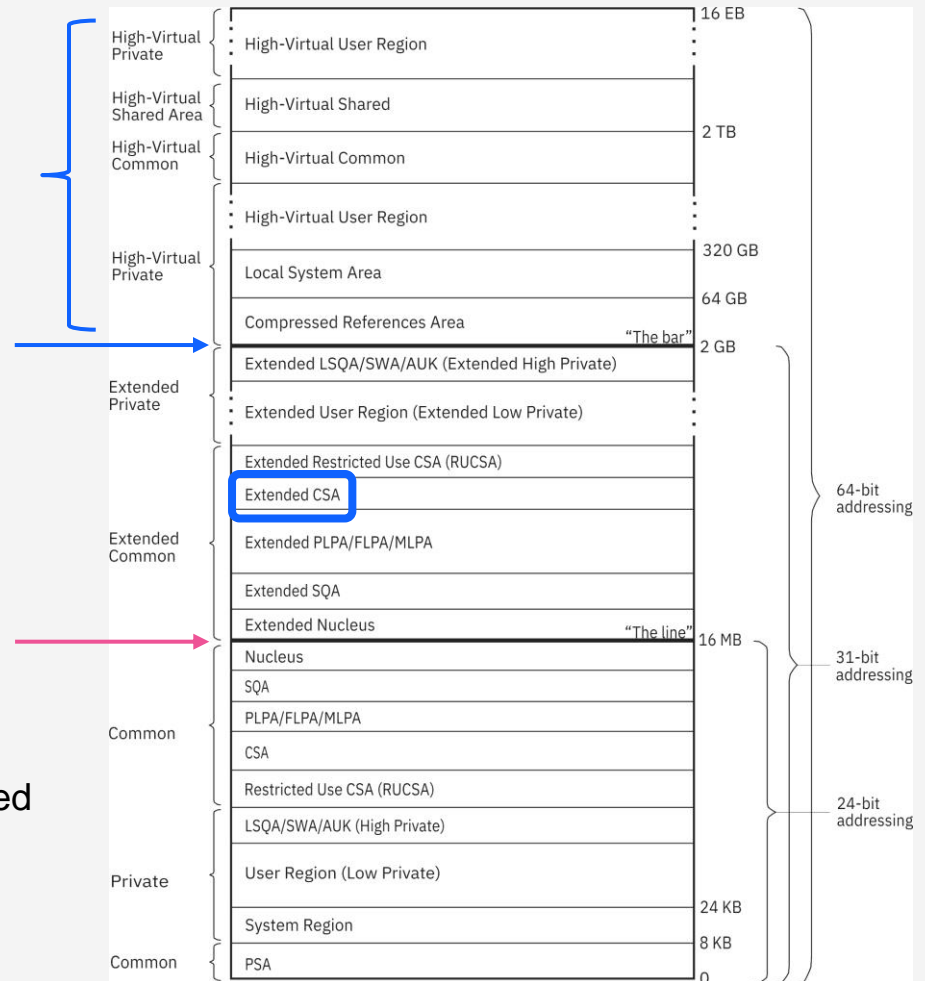 16 EB
High-Virtual
Private
High-Virtual User Region
High-Virtual
Shared Area
High-Virtual Shared
2 TB
High-Virtual
Common
High-Virtual Common
High-Virtual User Region
320 GB
High-Virtual
Private
Local System Area
64 GB
Compressed References Area
“The bar”
2 GB
Extended LSQA/SWA/AUK (Extended High Private)
Extended
Private
Extended User Region (Extended Low Private)
Extended Restricted Use CSA (RUCSA)
Extended CSA
64-bit
addressing
Extended
Common
Extended PLPA/FLPA/MLPA
Extended SQA
Extended Nucleus
“The line”
16 MB
Nucleus
31-bit
addressing
SQA
PLPA/FLPA/MLPA
Common
CSA
Restricted Use CSA (RUCSA)
ed
24-bit
addressing
LSQA/SWA/AUK (High Private)
Private
User Region (Low Private)
24 KB
System Region
8 KB
Common
PSA
0